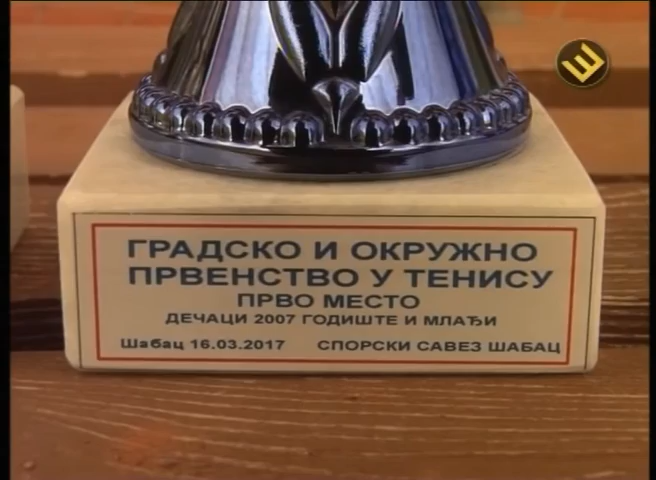 Ш
ГРАДСКО И ОКРУЖНО
ПРВЕНСТВО У ТЕНИСУ
ПРВО МЕСТО
ДЕЧАЦИ 2007 ГОДИШТЕ И МЛАЂИ
Шабац 16.03.2017 СПОРСКИ САВЕЗ ШАБАЦ